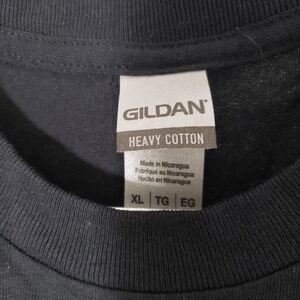 GILDAN®
HEAVY COTTON
Made in Nicaragua
Fabriqué au Nicaragua
Hecho en Nicaragua
XL | TG | EG